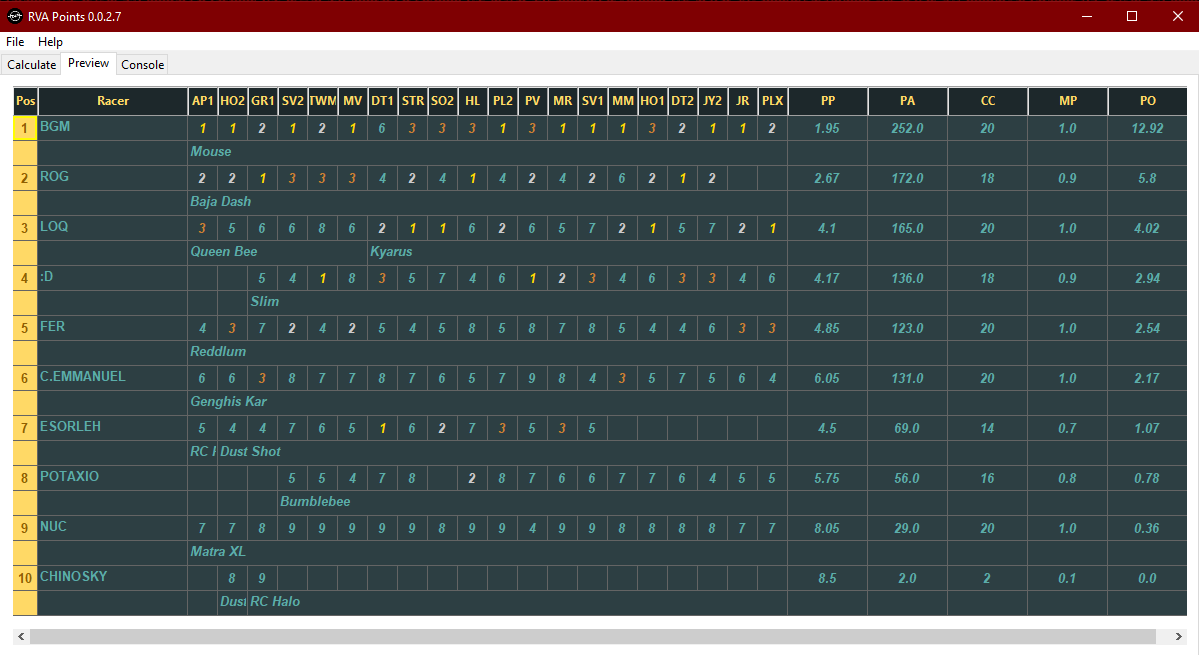 RVA Points 0.0.2.7
File Help
Calculate Preview Console
Pos Racer AP1 HO2 GR1 SV2 TWM MV DT1 STR SO2 HL PL2 PV MR SV1 MM HO1 DT2 JY2 JR PLX PP PA CC MP PO
1 BGM 1 1 2 1 2 1 6 3 3 3 1 3 1 1 1 3 2 1 1 2 1.95 252.0 20 1.0 12.92
Mouse
2 ROG 2 2 1 3 3 3 4 2 4 1 4 2 4 2 6 2 1 2 2.67 172.0 18 0.9 5.8
Baja Dash
3 LOQ 3 5 6 6 8 6 2 1 1 6 2 6 5 7 2 1 5 7 2 1 4.1 165.0 20 1.0 4.02
Queen Bee Kyarus
4 :D 5 4 1 8 3 5 7 4 6 1 2 3 4 6 3 3 4 6 4.17 136.0 18 0.9 2.94
Slim
5 FER 4 3 7 2 4 2 5 4 5 8 5 8 7 8 5 4 4 6 3 3 4.85 123.0 20 1.0 2.54
Reddlum
6 C.EMMANUEL 6 6 3 8 7 7 8 7 6 5 7 9 8 4 3 5 7 5 6 4 6.05 131.0 20 1.0 2.17
Genghis Kar
7 ESORLEH 5 4 4 7 6 5 1 6 2 7 3 5 3 5 4.5 69.0 14 0.7 1.07
RC Dust Shot
8 POTAXIO 5 5 4 7 8 2 8 7 6 6 7 7 6 4 5 5 5.75 56.0 16 0.8 0.78
Bumblebee
9 NUC 7 7 8 9 9 9 9 9 8 9 9 4 9 9 8 8 8 8 7 7 8.05 29.0 20 1.0 0.36
Matra XL
10 CHINOSKY 8 9 8.5 2.0 2 0.1 0.0
Dust RC Halo